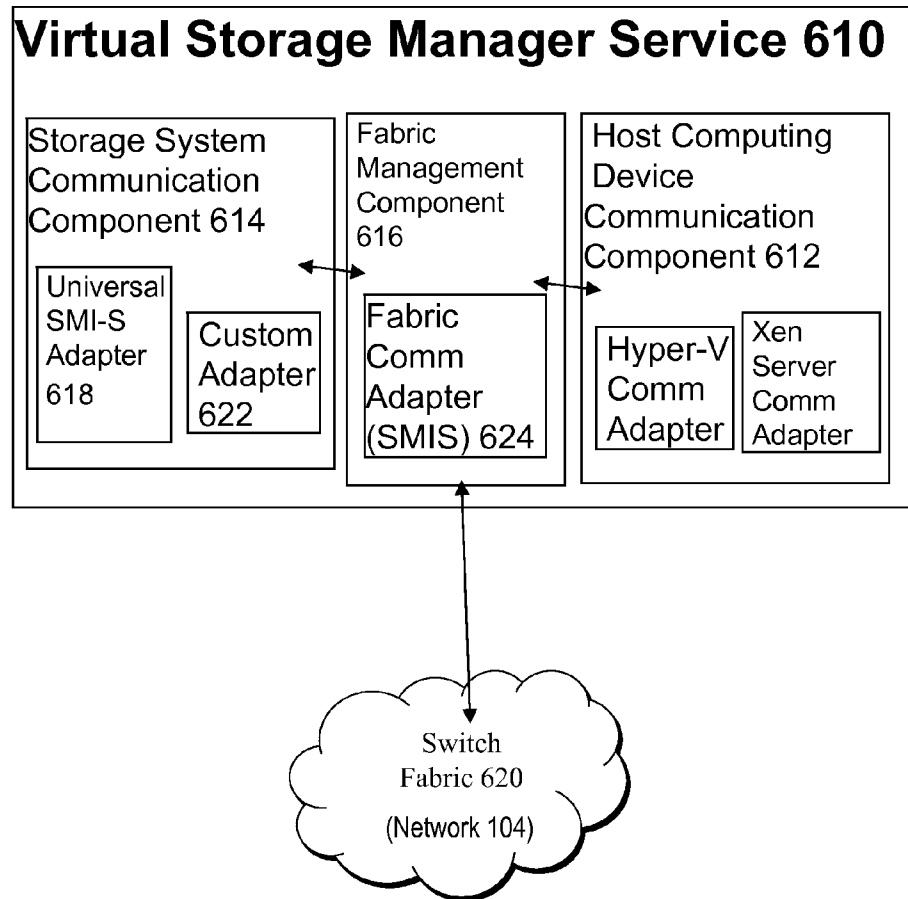 Virtual Storage Manager Service 610
Storage System
Communication
Component 614
Universal
SMI-S
Adapter
618
Custom
Adapter
622
Fabric
Management
Component
616
Fabric
Comm
Adapter
(SMIS) 624
Host Computing
Device
Communication
Component 612
Hyper-V
Comm
Adapter
Xen
Server
Comm
Adapter
Switch
Fabric 620
(Network 104)